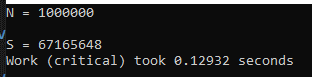 N = 1000000
S = 67165648
Work (critical) took 0.12932 seconds